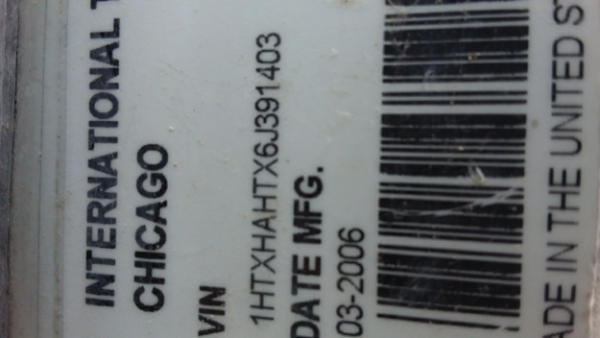 INTERNATIONAL T
CHICAGO
VIN
1HTXHAHTX6J391403
DATE MFG.
03-2006
ADE IN THE UNITED ST